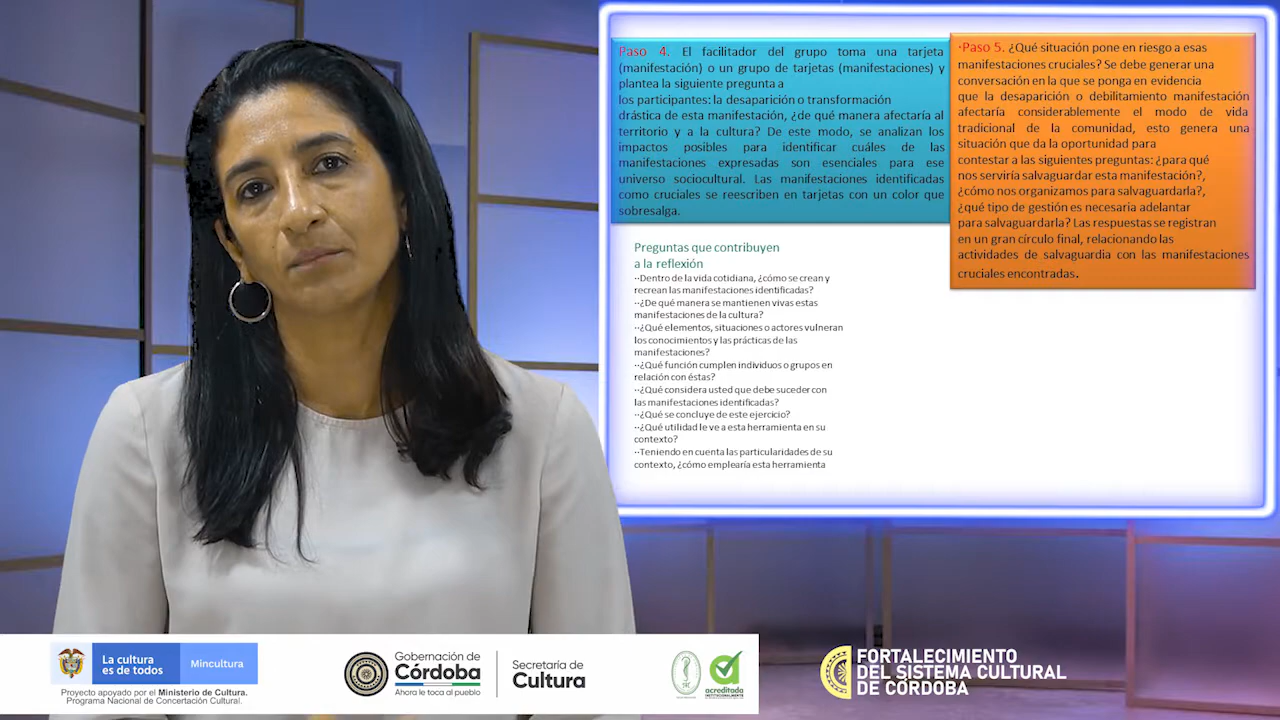 Paso 4. El facilitador del grupo toma una tarjeta
(manifestación) o un grupo de tarjetas (manifestaciones) y
plantea la siguiente pregunta a
los participantes: la desaparición o transformación
drástica de esta manifestación, ¿de qué manera afectaría al
territorio y a la cultura? De este modo, se analizan los
impactos posibles para identificar cuáles de las
manifestaciones expresadas son esenciales para ese
universo sociocultural. Las manifestaciones identificadas
como cruciales se reescriben en tarjetas con un color que
sobresalga.
·Paso 5. ¿Qué situación pone en riesgo a esas
manifestaciones cruciales? Se debe generar una
conversación en la que se ponga en evidencia
que la desaparición o debilitamiento manifestación
afectaría considerablemente el modo de vida
tradicional de la comunidad, esto genera una
situación que da la oportunidad para
contestar a las siguientes preguntas: ¿para qué
nos serviría salvaguardar esta manifestación?,
¿cómo nos organizamos para salvaguardarla?,
¿qué tipo de gestión es necesaria adelantar
para salvaguardarla? Las respuestas se registran
en un gran círculo final, relacionando las
actividades de salvaguardia con las manifestaciones
cruciales encontradas.
Preguntas que contribuyen
a la reflexión
··Dentro de la vida cotidiana, ¿cómo se crean y
recrean las manifestaciones identificadas?
··¿De qué manera se mantienen vivas estas
manifestaciones de la cultura?
··¿Qué elementos, situaciones o actores vulneran
los conocimientos y las prácticas de las
manifestaciones?
··¿Qué función cumplen individuos o grupos en
relación con éstas?
··¿Qué considera usted que debe suceder con
las manifestaciones identificadas?
··¿Qué se concluye de este ejercicio?
··¿Qué utilidad le ve a esta herramienta en su
contexto?
··Teniendo en cuenta las particularidades de su
contexto, ¿cómo emplearía esta herramienta
La cultura
es de todos
Mincultura
Proyecto apoyado por el Ministerio de Cultura.
Programa Nacional de Concertación Cultural.
Gobernación de
Córdoba
Ahora le toca al pueblo
Secretaría de
Cultura
acreditada
INSTITUCIONALMENTE
FORTALECIMIENTO
DEL SISTEMA CULTURAL
DE CÓRDOBA